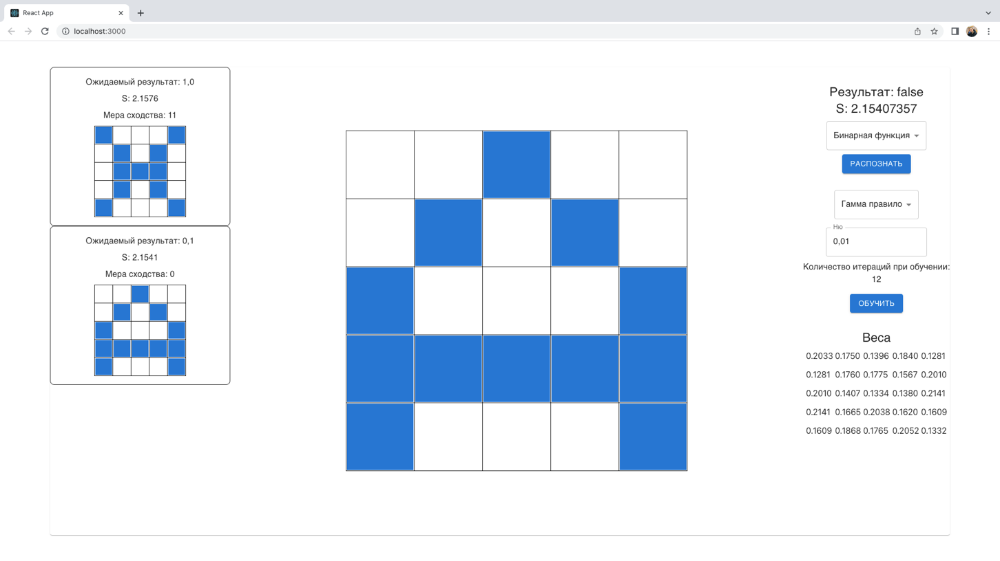 React App
localhost:3000
Ожидаемый результат: 1,0
S: 2.1576
Мера сходства: 11
Ожидаемый результат: 0,1
S: 2.1541
Мера сходства: 0
Результат: false
S: 2.15407357
Бинарная функция
РАСПОЗНАТЬ
Гамма правило
Ню
0,01
Количество итераций при обучении:
12
ОБУЧИТЬ
Веса
0.2033 0.1750 0.1396 0.1840 0.1281
0.1281 0.1760 0.1775 0.1567 0.2010
0.2010 0.1407 0.1334 0.1380 0.2141
0.2141 0.1665 0.2038 0.1620 0.1609
0.1609 0.1868 0.1765 0.2052 0.1332